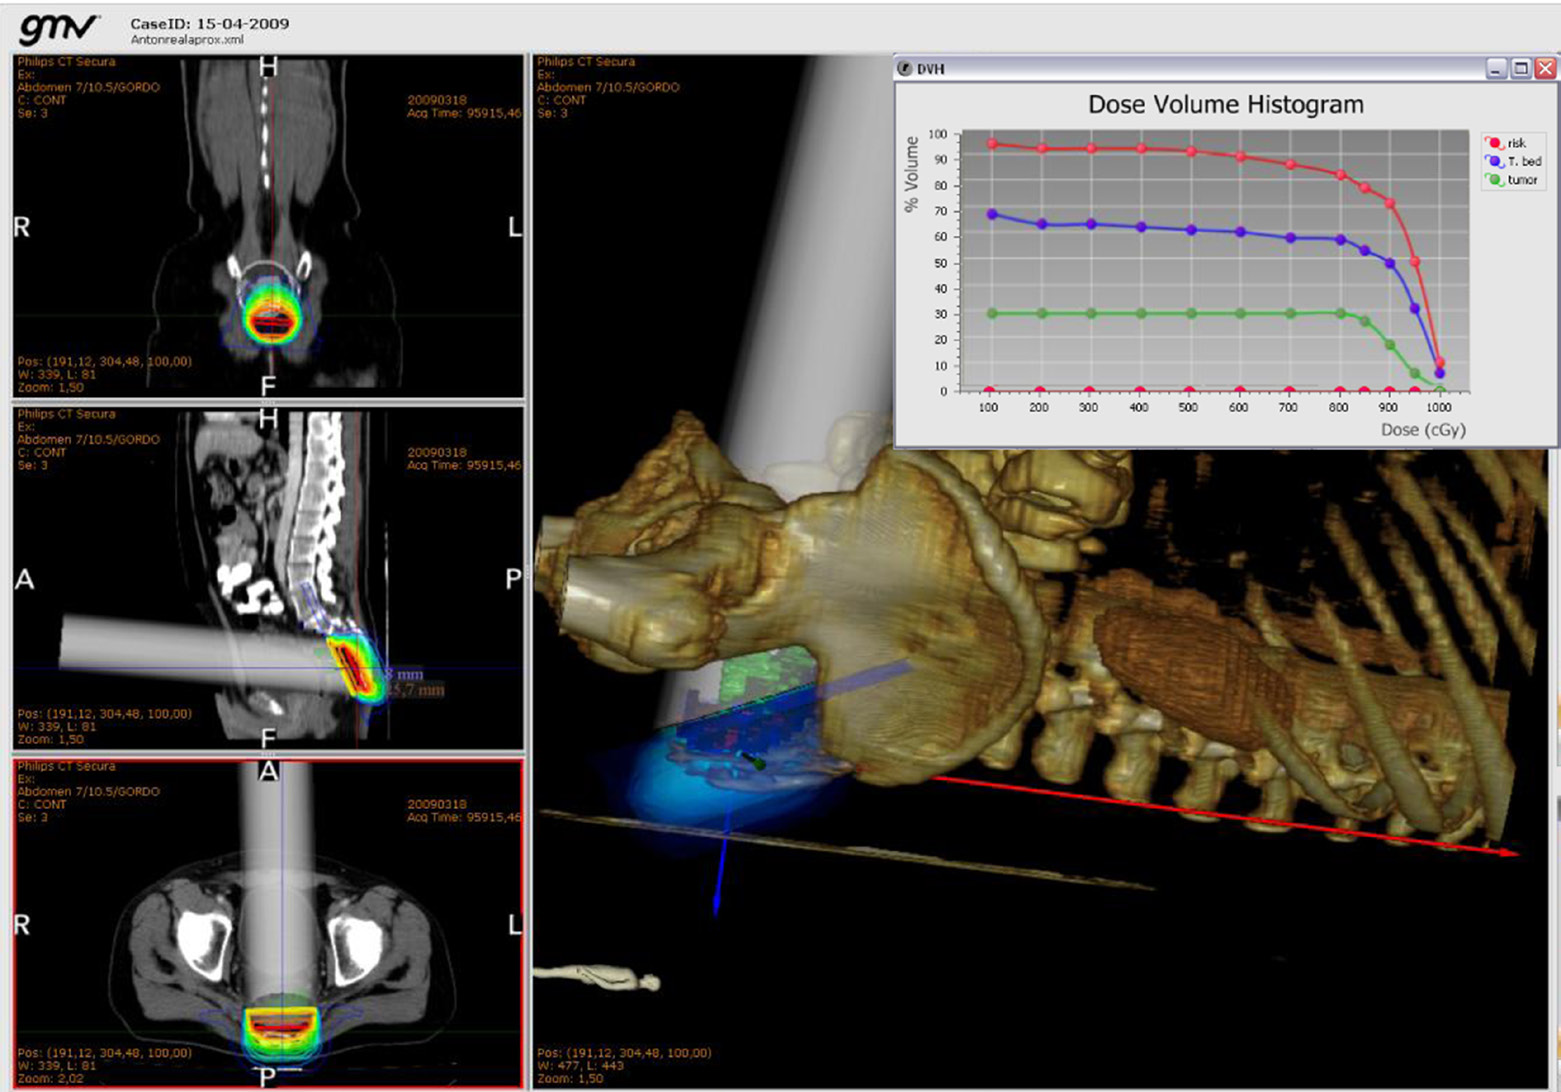 gmv
CaseID: 15-04-2009
Antonrealaprox.xml
Philips CT Secura
Ex:
Abdomen 7/10.5/GORDO
C: CONT
Se: 3
H
20090318
Acq Time: 95915,46
R
L
Pos: (191,12, 304,48, 100,00)
W: 339, L: 81
Zoom: 1,50
F
Philips CT Secura
Ex:
Abdomen 7/10.5/GORDO
C: CONT
Se: 3
H
20090318
Acq Time: 95915,46
A
P
8 mm
25,7 mm
Pos: (191,12, 304,48, 100,00)
W: 339, L: 81
Zoom: 1,50
F
Philips CT Secura
Ex:
Abdomen 7/10.5/GORDO
C: CONT
Se: 3
A
20090318
Acq Time: 95915,46
R
L
Pos: (191,12, 304,48, 100,00)
W: 339, L: 81
Zoom: 2,02
P
Philips CT Secura
Ex:
Abdomen 7/10.5/GORDO
C: CONT
Se: 3
Pos: (191,12, 304,48, 100,00)
W: 477, L: 443
Zoom: 1,50
DVH
Dose Volume Histogram
% Volume
100
90
80
70
60
50
40
30
20
10
0
100 200 300 400 500 600 700 800 900 1000
Dose (cGy)
risk
T. bed
tumor